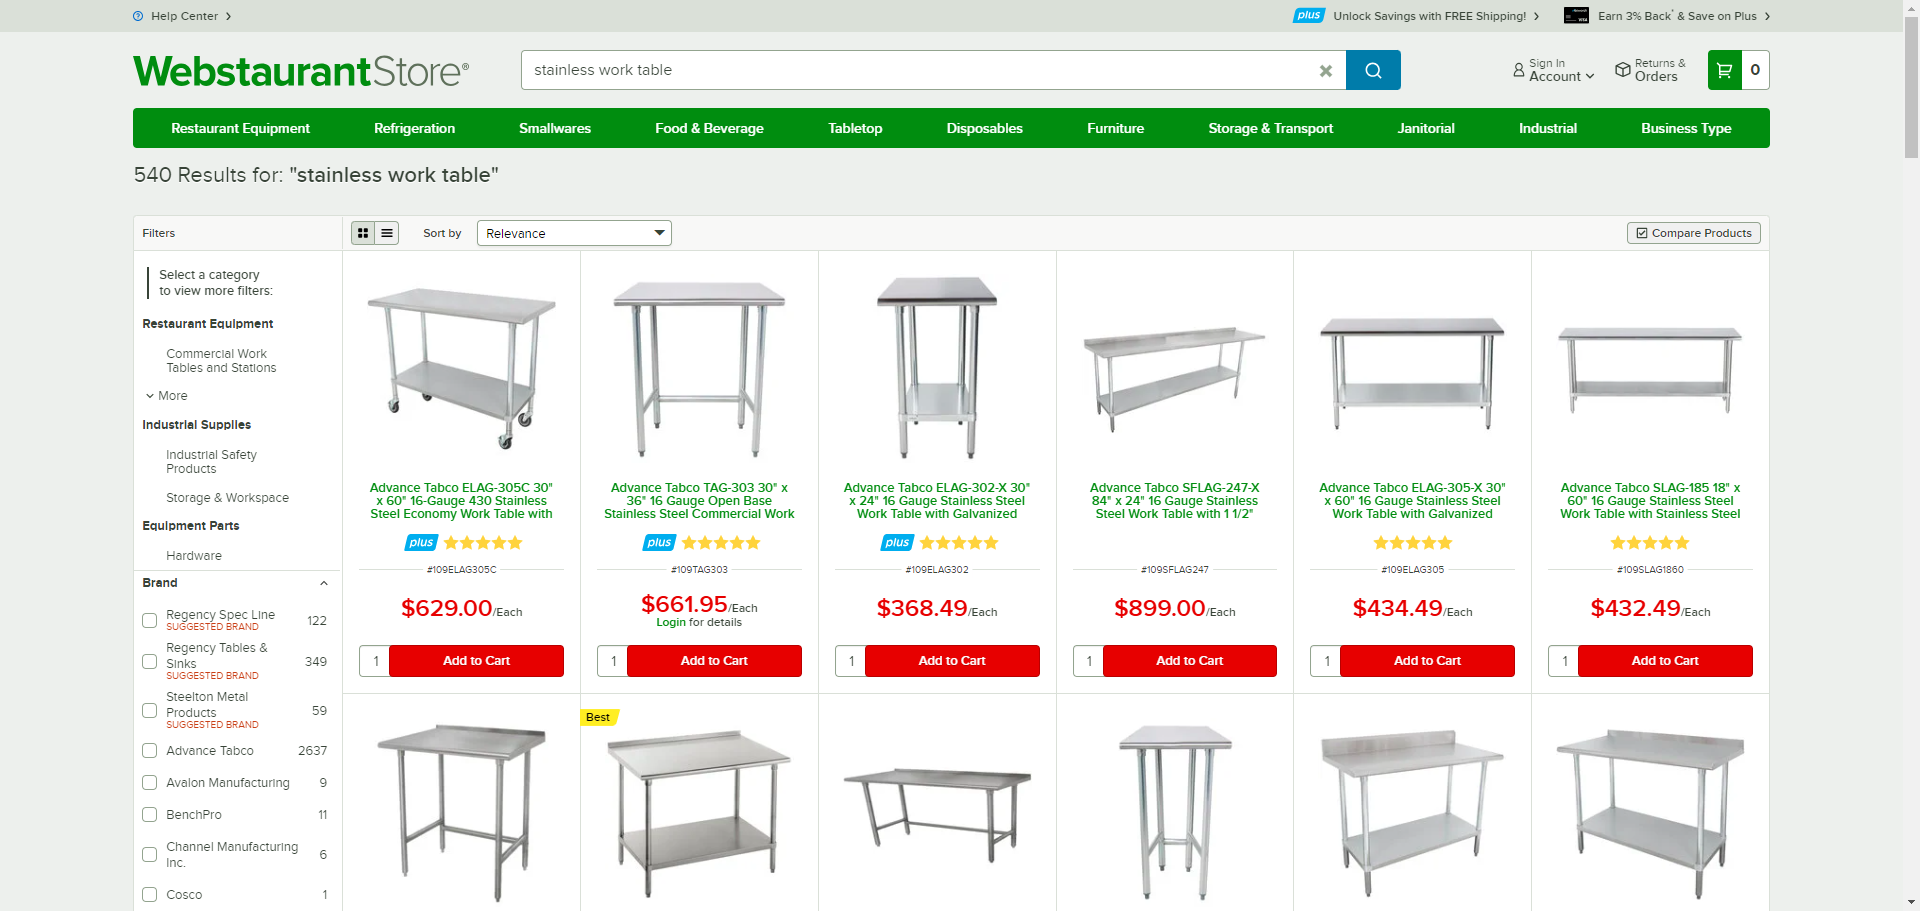 Help Center
plus Unlock Savings with FREE Shipping!
Earn 3% Back* & Save on Plus
WebstaurantStore®
stainless work table
Sign In
Account
Returns &
Orders
0
Restaurant Equipment
Refrigeration
Smallwares
Food & Beverage
Tabletop
Disposables
Furniture
Storage & Transport
Janitorial
Industrial
Business Type
540 Results for: "stainless work table"
Filters
Sort by
Relevance
Compare Products
Select a category
to view more filters:
Restaurant Equipment
Commercial Work
Tables and Stations
More
Industrial Supplies
Industrial Safety
Products
Storage & Workspace
Equipment Parts
Hardware
Brand
Regency Spec Line 122
SUGGESTED BRAND
Regency Tables &
Sinks 349
SUGGESTED BRAND
Steelton Metal
Products 59
SUGGESTED BRAND
Advance Tabco 2637
Avalon Manufacturing 9
BenchPro 11
Channel Manufacturing
Inc. 6
Cosco 1
Advance Tabco ELAG-305C 30"
x 60" 16-Gauge 430 Stainless
Steel Economy Work Table with
plus
#109ELAG305C
$629.00/Each
1 Add to Cart
Advance Tabco TAG-303 30" x
36" 16 Gauge Open Base
Stainless Steel Commercial Work
plus
#109TAG303
$661.95/Each
Login for details
1 Add to Cart
Advance Tabco ELAG-302-X 30"
x 24" 16 Gauge Stainless Steel
Work Table with Galvanized
plus
#109ELAG302
$368.49/Each
1 Add to Cart
Advance Tabco SFLAG-247-X
84" x 24" 16 Gauge Stainless
Steel Work Table with 1 1/2"
#109SFLAG247
$899.00/Each
1 Add to Cart
Advance Tabco ELAG-305-X 30"
x 60" 16 Gauge Stainless Steel
Work Table with Galvanized
#109ELAG305
$434.49/Each
1 Add to Cart
Advance Tabco SLAG-185 18" x
60" 16 Gauge Stainless Steel
Work Table with Stainless Steel
#109SLAG1860
$432.49/Each
1 Add to Cart
Best